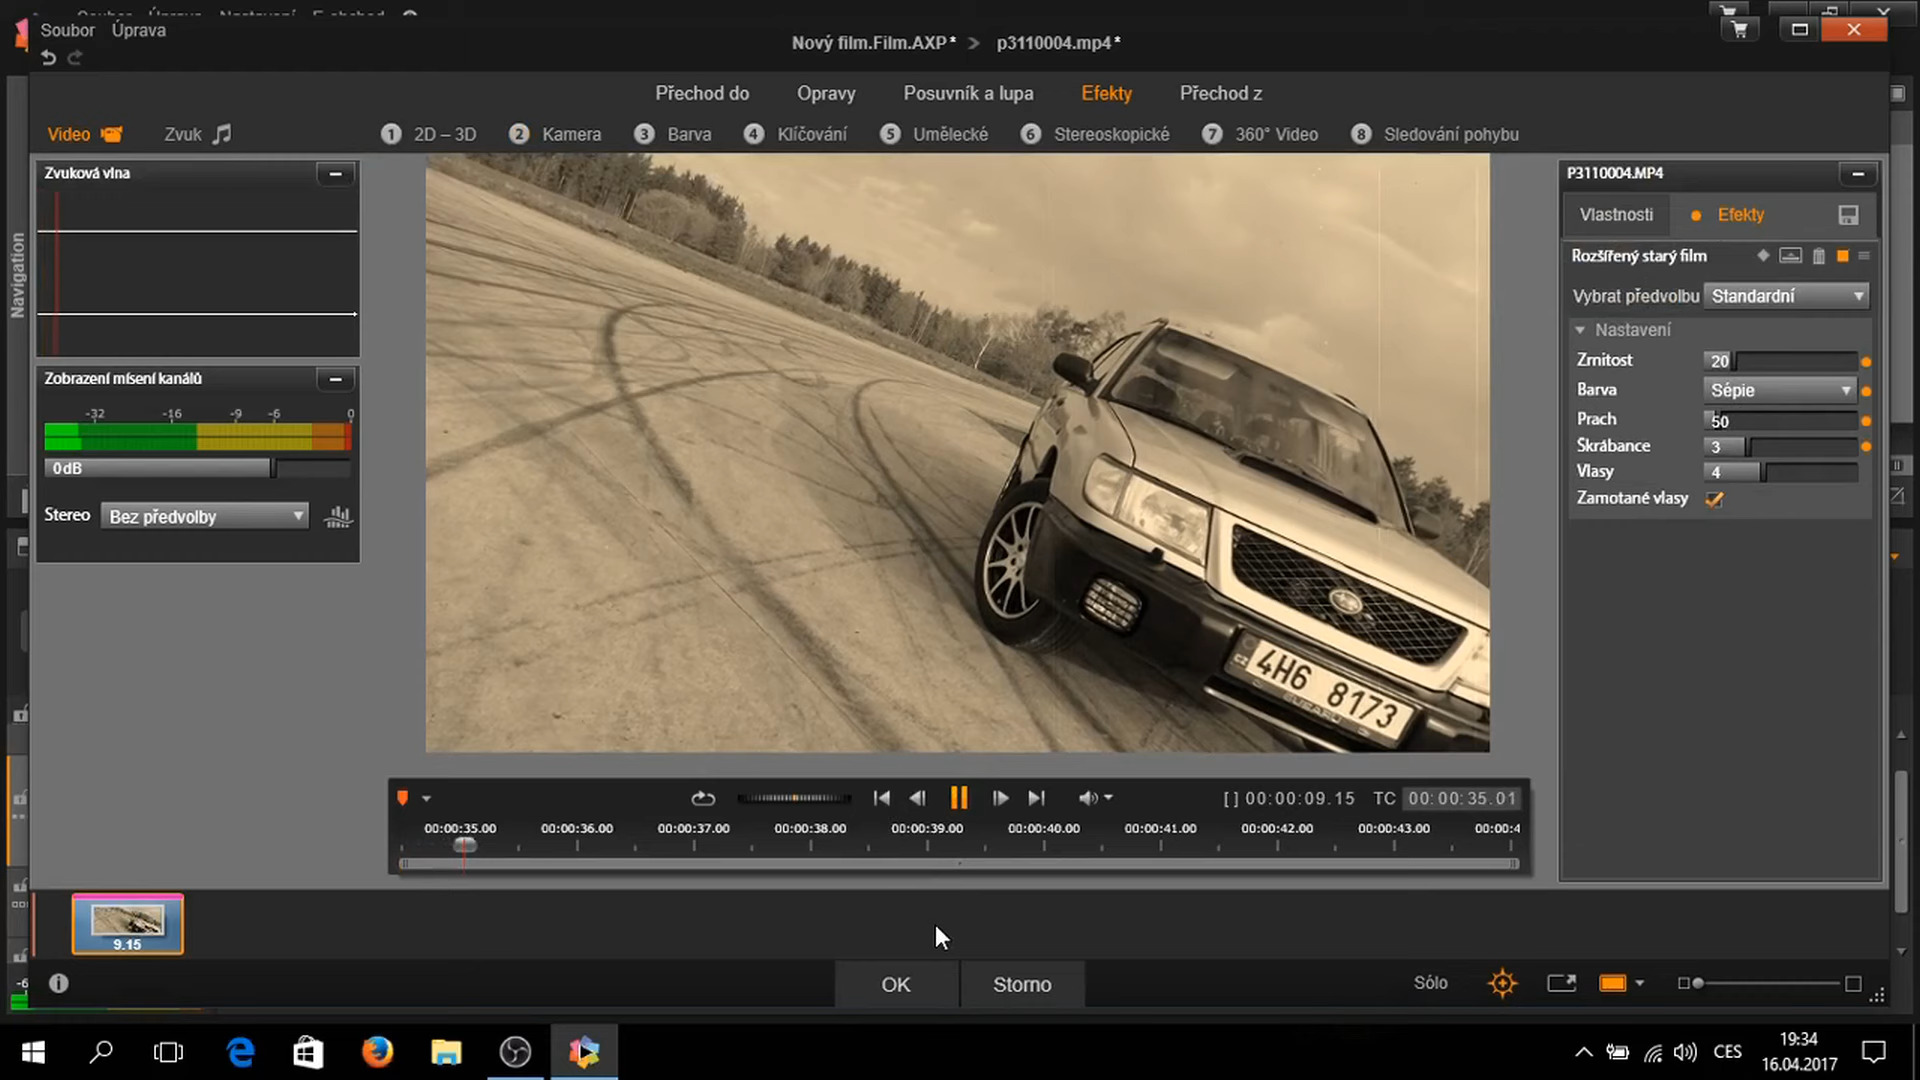 Soubor Úprava
Nový film.Film.AXP* > p3110004.mp4*
Přechod do Opravy Posuvník a lupa Efekty Přechod z
Video Zvuk 1 2D – 3D 2 Kamera 3 Barva 4 Klíčování 5 Umělecké 6 Stereoskopické 7 360° Video 8 Sledování pohybu
Zvuková vlna
Navigation
Zobrazení mísení kanálů
-32 -16 -9 -6 0
0dB
Stereo Bez předvolby
4H6 8173
CZ
SUBARU
P3110004.MP4
Vlastnosti Efekty
Rozšířený starý film
Vybrat předvolbu Standardní
Nastavení
Zrnitost 20
Barva Sépie
Prach 50
Škrábance 3
Vlasy 4
Zamotané vlasy
[ ] 00:00:09.15 TC 00:00:35.01
00:00:35.00 00:00:36.00 00:00:37.00 00:00:38.00 00:00:39.00 00:00:40.00 00:00:41.00 00:00:42.00 00:00:43.00 00:00:4
9.15
-6
OK Storno Sólo
CES 19:34
16.04.2017